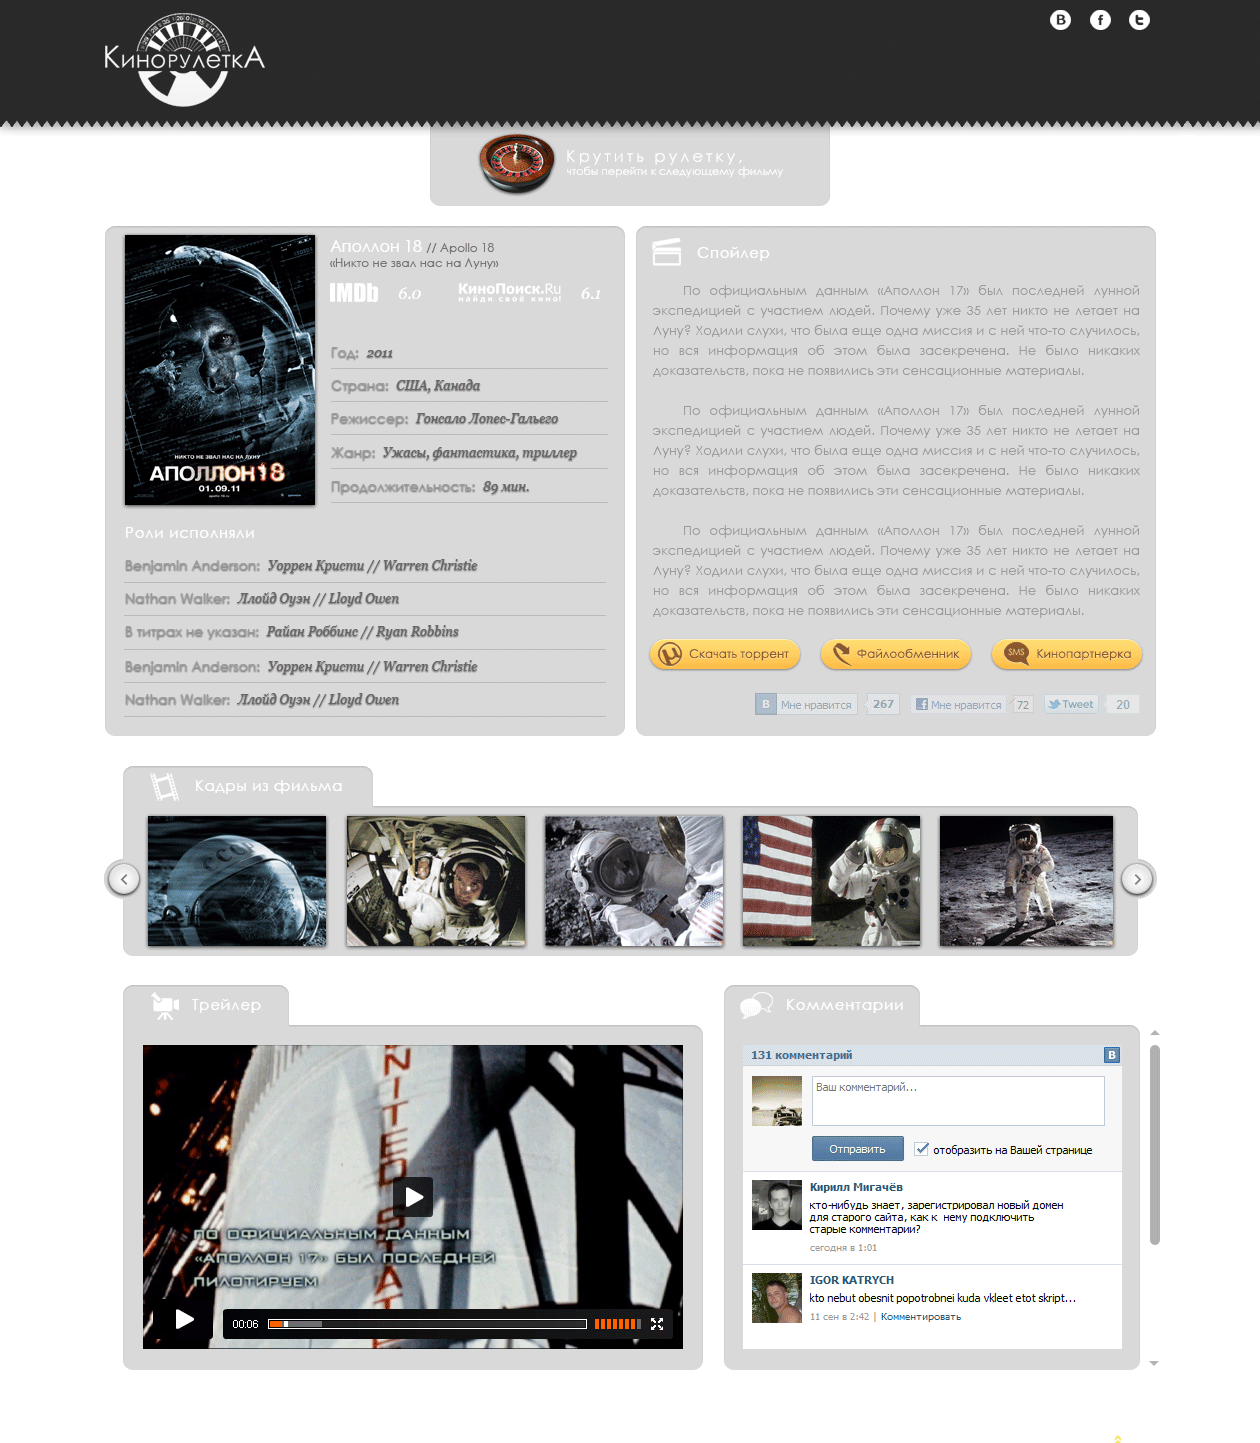 КинорулеткА
В f t
Крутить рулетку,
чтобы перейти к следующему фильму
Аполлон 18 // Apollo 18
«Никто не звал нас на Луну»
IMDb 6.0 КиноПоиск.Ru 6.1
найди своё кино!
Год: 2011
Страна: США, Канада
Режиссер: Гонсало Лопес-Гальего
Жанр: Ужасы, фантастика, триллер
Продолжительность: 89 мин.
НИКТО НЕ ЗВАЛ НАС НА ЛУНУ
АПОЛЛОН 18
01.09.11
Роли исполняли
Benjamin Anderson: Уоррен Кристи // Warren Christie
Nathan Walker: Ллойд Оуэн // Lloyd Owen
В титрах не указан: Райан Роббинс // Ryan Robbins
Benjamin Anderson: Уоррен Кристи // Warren Christie
Nathan Walker: Ллойд Оуэн // Lloyd Owen
Спойлер
По официальным данным «Аполлон 17» был последней лунной
экспедицией с участием людей. Почему уже 35 лет никто не летает на
Луну? Ходили слухи, что была еще одна миссия и с ней что-то случилось,
но вся информация об этом была засекречена. Не было никаких
доказательств, пока не появились эти сенсационные материалы.
По официальным данным «Аполлон 17» был последней лунной
экспедицией с участием людей. Почему уже 35 лет никто не летает на
Луну? Ходили слухи, что была еще одна миссия и с ней что-то случилось,
но вся информация об этом была засекречена. Не было никаких
доказательств, пока не появились эти сенсационные материалы.
По официальным данным «Аполлон 17» был последней лунной
экспедицией с участием людей. Почему уже 35 лет никто не летает на
Луну? Ходили слухи, что была еще одна миссия и с ней что-то случилось,
но вся информация об этом была засекречена. Не было никаких
доказательств, пока не появились эти сенсационные материалы.
Скачать торрент Файлообменник SMS Кинопартнерка
В Мне нравится 267 f Мне нравится 72 Tweet 20
Кадры из фильма
СССР
Трейлер
ПО ОФИЦИАЛЬНЫМ ДАННЫМ
«АПОЛЛОН 17» БЫЛ ПОСЛЕДНЕЙ
ПИЛОТИРУЕМ
00:06
Комментарии
131 комментарий В
Ваш комментарий...
Отправить отобразить на Вашей странице
Кирилл Мигачёв
кто-нибудь знает, зарегистрировал новый домен
для старого сайта, как к нему подключить
старые комментарии?
сегодня в 1:01
IGOR KATRYCH
kto nebut obesnit popotrobnei kuda vkleet etot skript...
11 сен в 2:42 | Комментировать